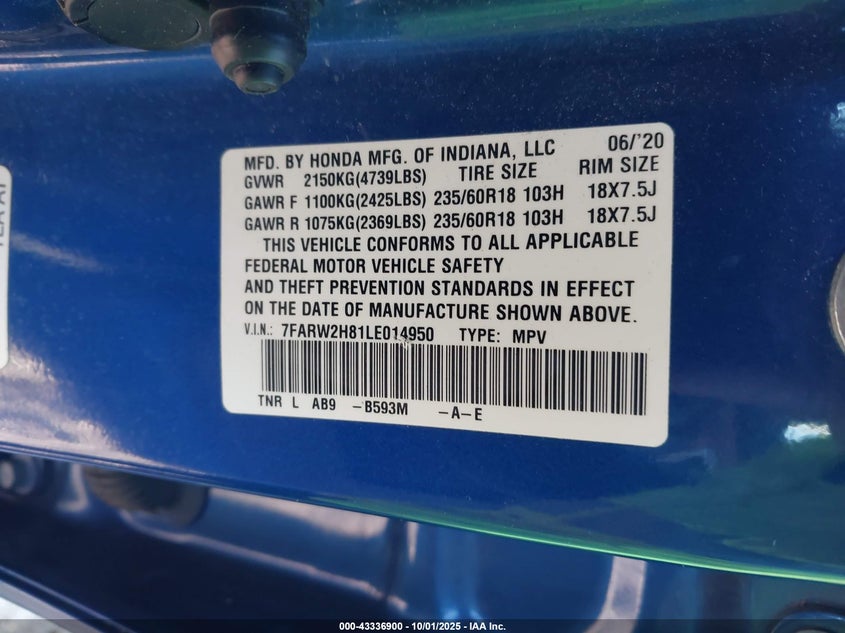 MFD. BY HONDA MFG. OF INDIANA, LLC 06/'20
GVWR 2150KG(4739LBS) TIRE SIZE RIM SIZE
GAWR F 1100KG(2425LBS) 235/60R18 103H 18X7.5J
GAWR R 1075KG(2369LBS) 235/60R18 103H 18X7.5J
THIS VEHICLE CONFORMS TO ALL APPLICABLE
FEDERAL MOTOR VEHICLE SAFETY
AND THEFT PREVENTION STANDARDS IN EFFECT
ON THE DATE OF MANUFACTURE SHOWN ABOVE.
V.I.N.: 7FARW2H81LE014950 TYPE: MPV
TNR L AB9 -B593M -A-E
000-43336900 - 10/01/2025 - IAA Inc.